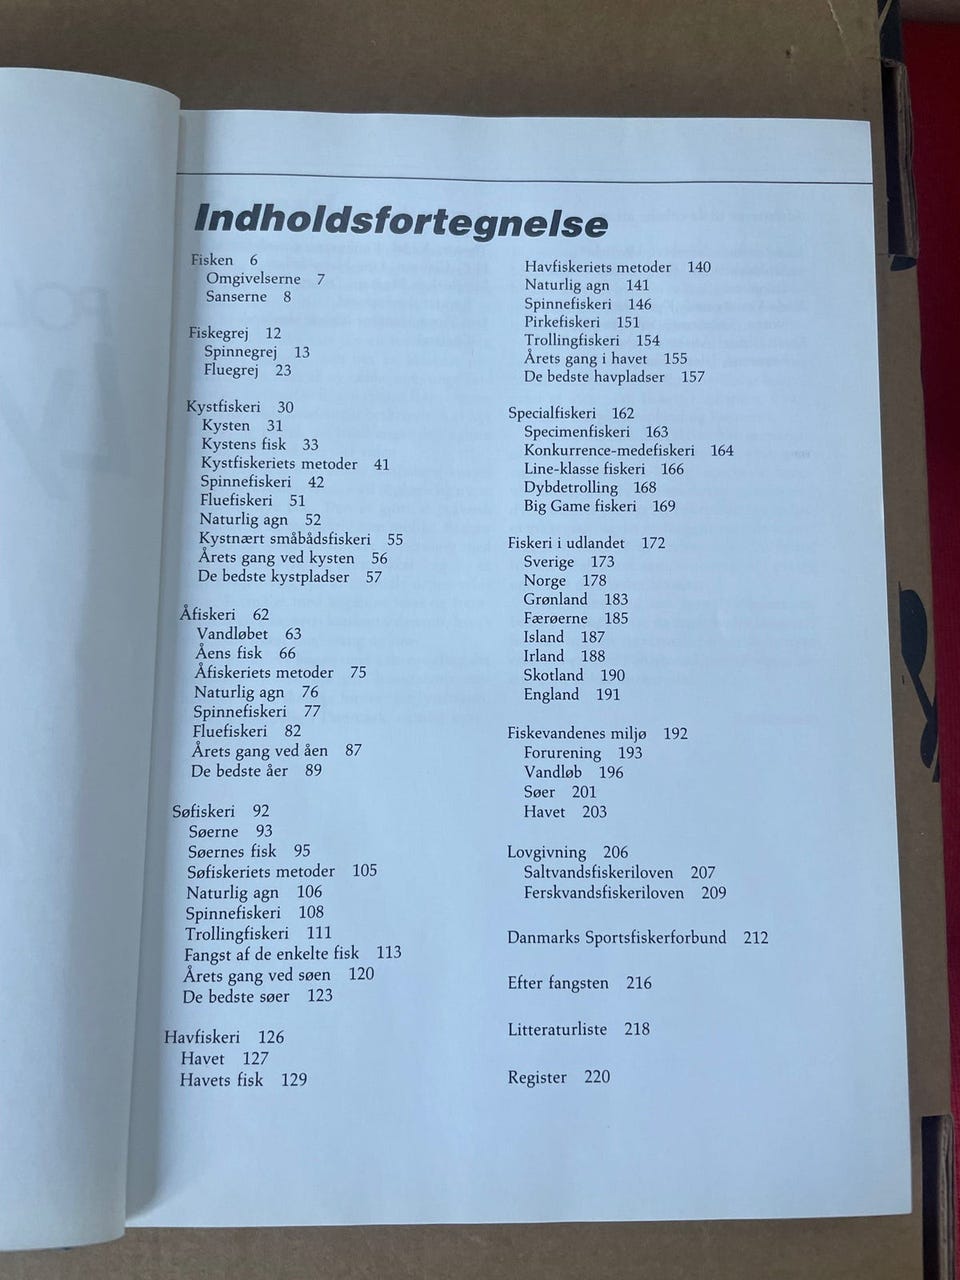 Indholdsfortegnelse
Fisken 6
Omgivelserne 7
Sanserne 8
Fiskegrej 12
Spinnegrej 13
Fluegrej 23
Kystfiskeri 30
Kysten 31
Kystens fisk 33
Kystfiskeriets metoder 41
Spinnefiskeri 42
Fluefiskeri 51
Naturlig agn 52
Kystnært småbådsfiskeri 55
Årets gang ved kysten 56
De bedste kystpladser 57
Åfiskeri 62
Vandløbet 63
Åens fisk 66
Åfiskeriets metoder 75
Naturlig agn 76
Spinnefiskeri 77
Fluefiskeri 82
Årets gang ved åen 87
De bedste åer 89
Søfiskeri 92
Søerne 93
Søernes fisk 95
Søfiskeriets metoder 105
Naturlig agn 106
Spinnefiskeri 108
Trollingfiskeri 111
Fangst af de enkelte fisk 113
Årets gang ved søen 120
De bedste søer 123
Havfiskeri 126
Havet 127
Havets fisk 129
Havfiskeriets metoder 140
Naturlig agn 141
Spinnefiskeri 146
Pirkefiskeri 151
Trollingfiskeri 154
Årets gang i havet 155
De bedste havpladser 157
Specialfiskeri 162
Specimenfiskeri 163
Konkurrence-medefiskeri 164
Line-klasse fiskeri 166
Dybdetrolling 168
Big Game fiskeri 169
Fiskeri i udlandet 172
Sverige 173
Norge 178
Grønland 183
Færøerne 185
Island 187
Irland 188
Skotland 190
England 191
Fiskevandenes miljø 192
Forurening 193
Vandløb 196
Søer 201
Havet 203
Lovgivning 206
Saltvandsfiskeriloven 207
Ferskvandsfiskeriloven 209
Danmarks Sportsfiskerforbund 212
Efter fangsten 216
Litteraturliste 218
Register 220